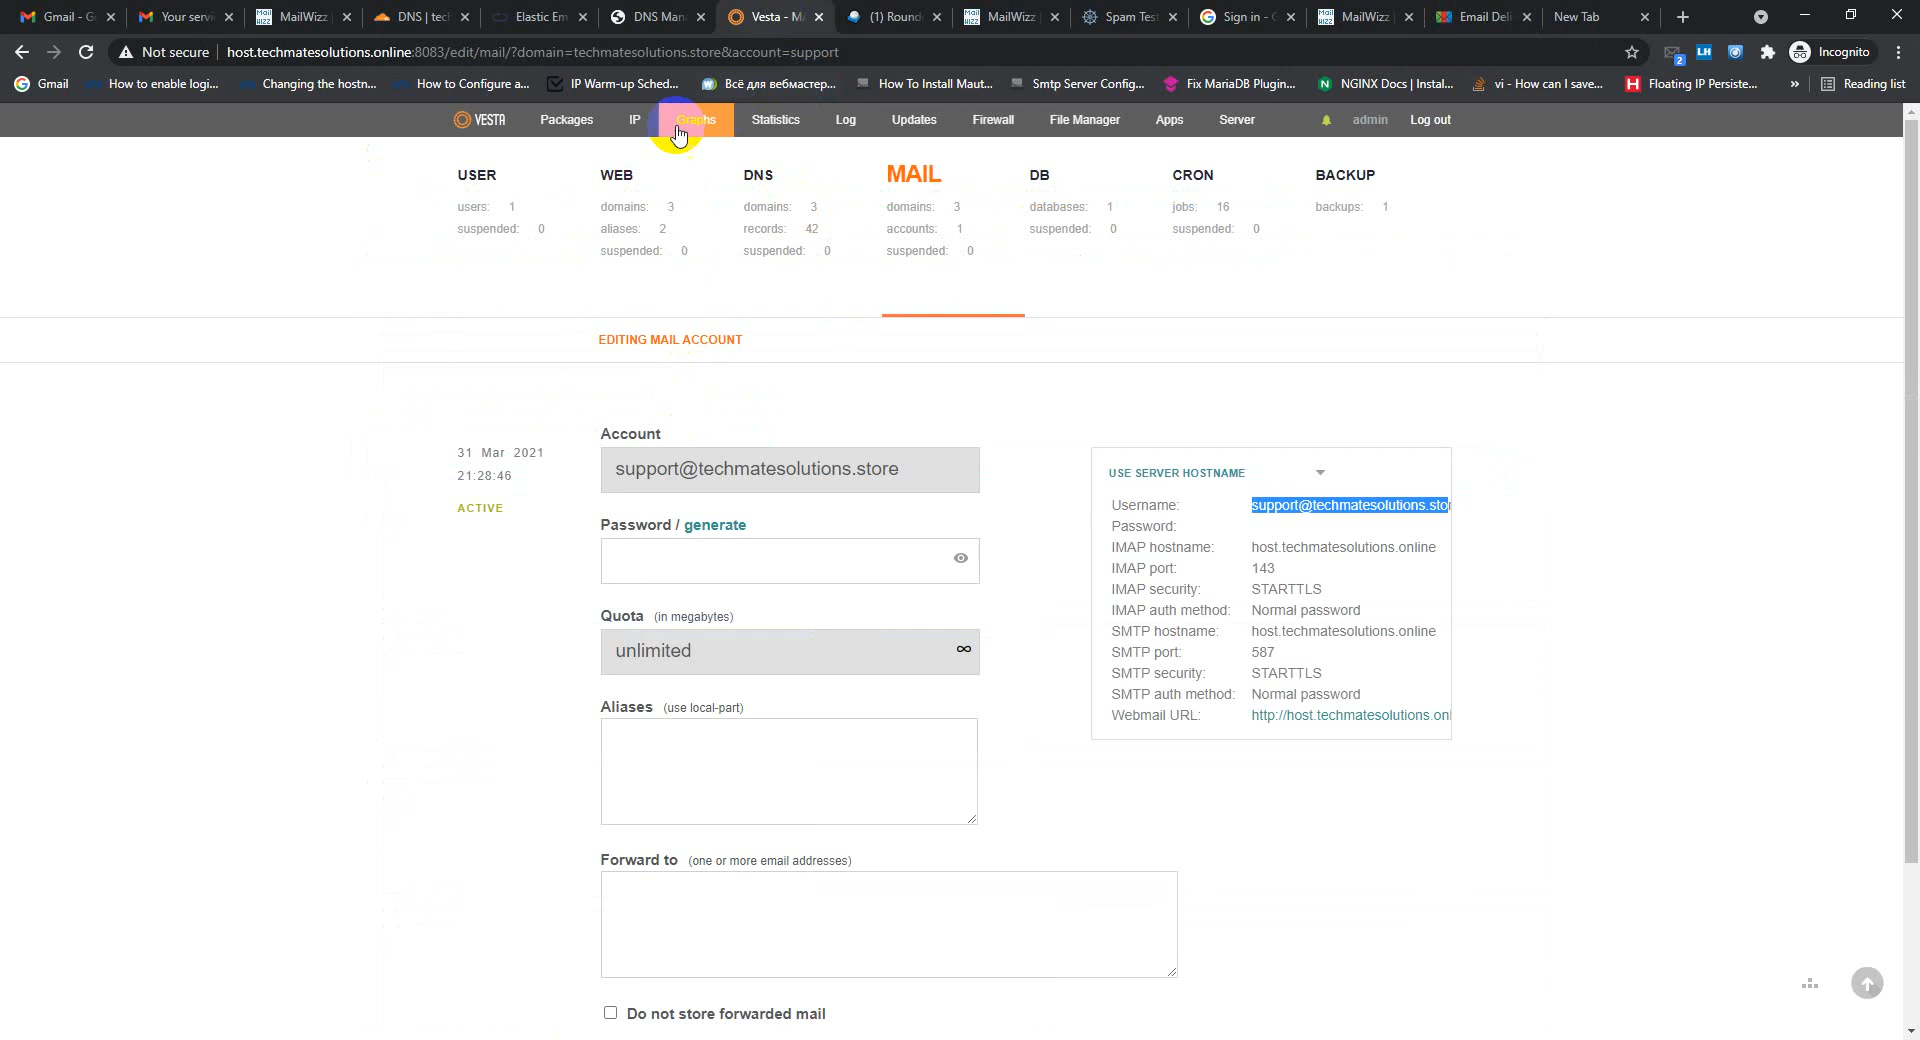 Gmail - G
Your servi
MailWizz
DNS | tec
Elastic Em
DNS Man
Vesta - M
(1) Round
MailWizz
Spam Tes
Sign in - G
MailWizz
Email Deli
New Tab
Not secure
host.techmatesolutions.online:8083/edit/mail/?domain=techmatesolutions.store&account=support
2
LH
Incognito
Gmail
How to enable logi...
Changing the hostn...
How to Configure a...
IP Warm-up Sched...
Всё для вебмастер...
How To Install Maut...
Smtp Server Config...
Fix MariaDB Plugin...
NGINX Docs | Instal...
vi - How can I save...
Floating IP Persiste...
»
Reading list
VESTA
Packages
IP
Graphs
Statistics
Log
Updates
Firewall
File Manager
Apps
Server
admin
Log out
USER
users: 1
suspended: 0
WEB
domains: 3
aliases: 2
suspended: 0
DNS
domains: 3
records: 42
suspended: 0
MAIL
domains: 3
accounts: 1
suspended: 0
DB
databases: 1
suspended: 0
CRON
jobs: 16
suspended: 0
BACKUP
backups: 1
EDITING MAIL ACCOUNT
31 Mar 2021
21:28:46
ACTIVE
Account
support@techmatesolutions.store
Password / generate
Quota (in megabytes)
unlimited ∞
Aliases (use local-part)
Forward to (one or more email addresses)
Do not store forwarded mail
USE SERVER HOSTNAME
Username: support@techmatesolutions.stor
Password:
IMAP hostname: host.techmatesolutions.online
IMAP port: 143
IMAP security: STARTTLS
IMAP auth method: Normal password
SMTP hostname: host.techmatesolutions.online
SMTP port: 587
SMTP security: STARTTLS
SMTP auth method: Normal password
Webmail URL: http://host.techmatesolutions.onl